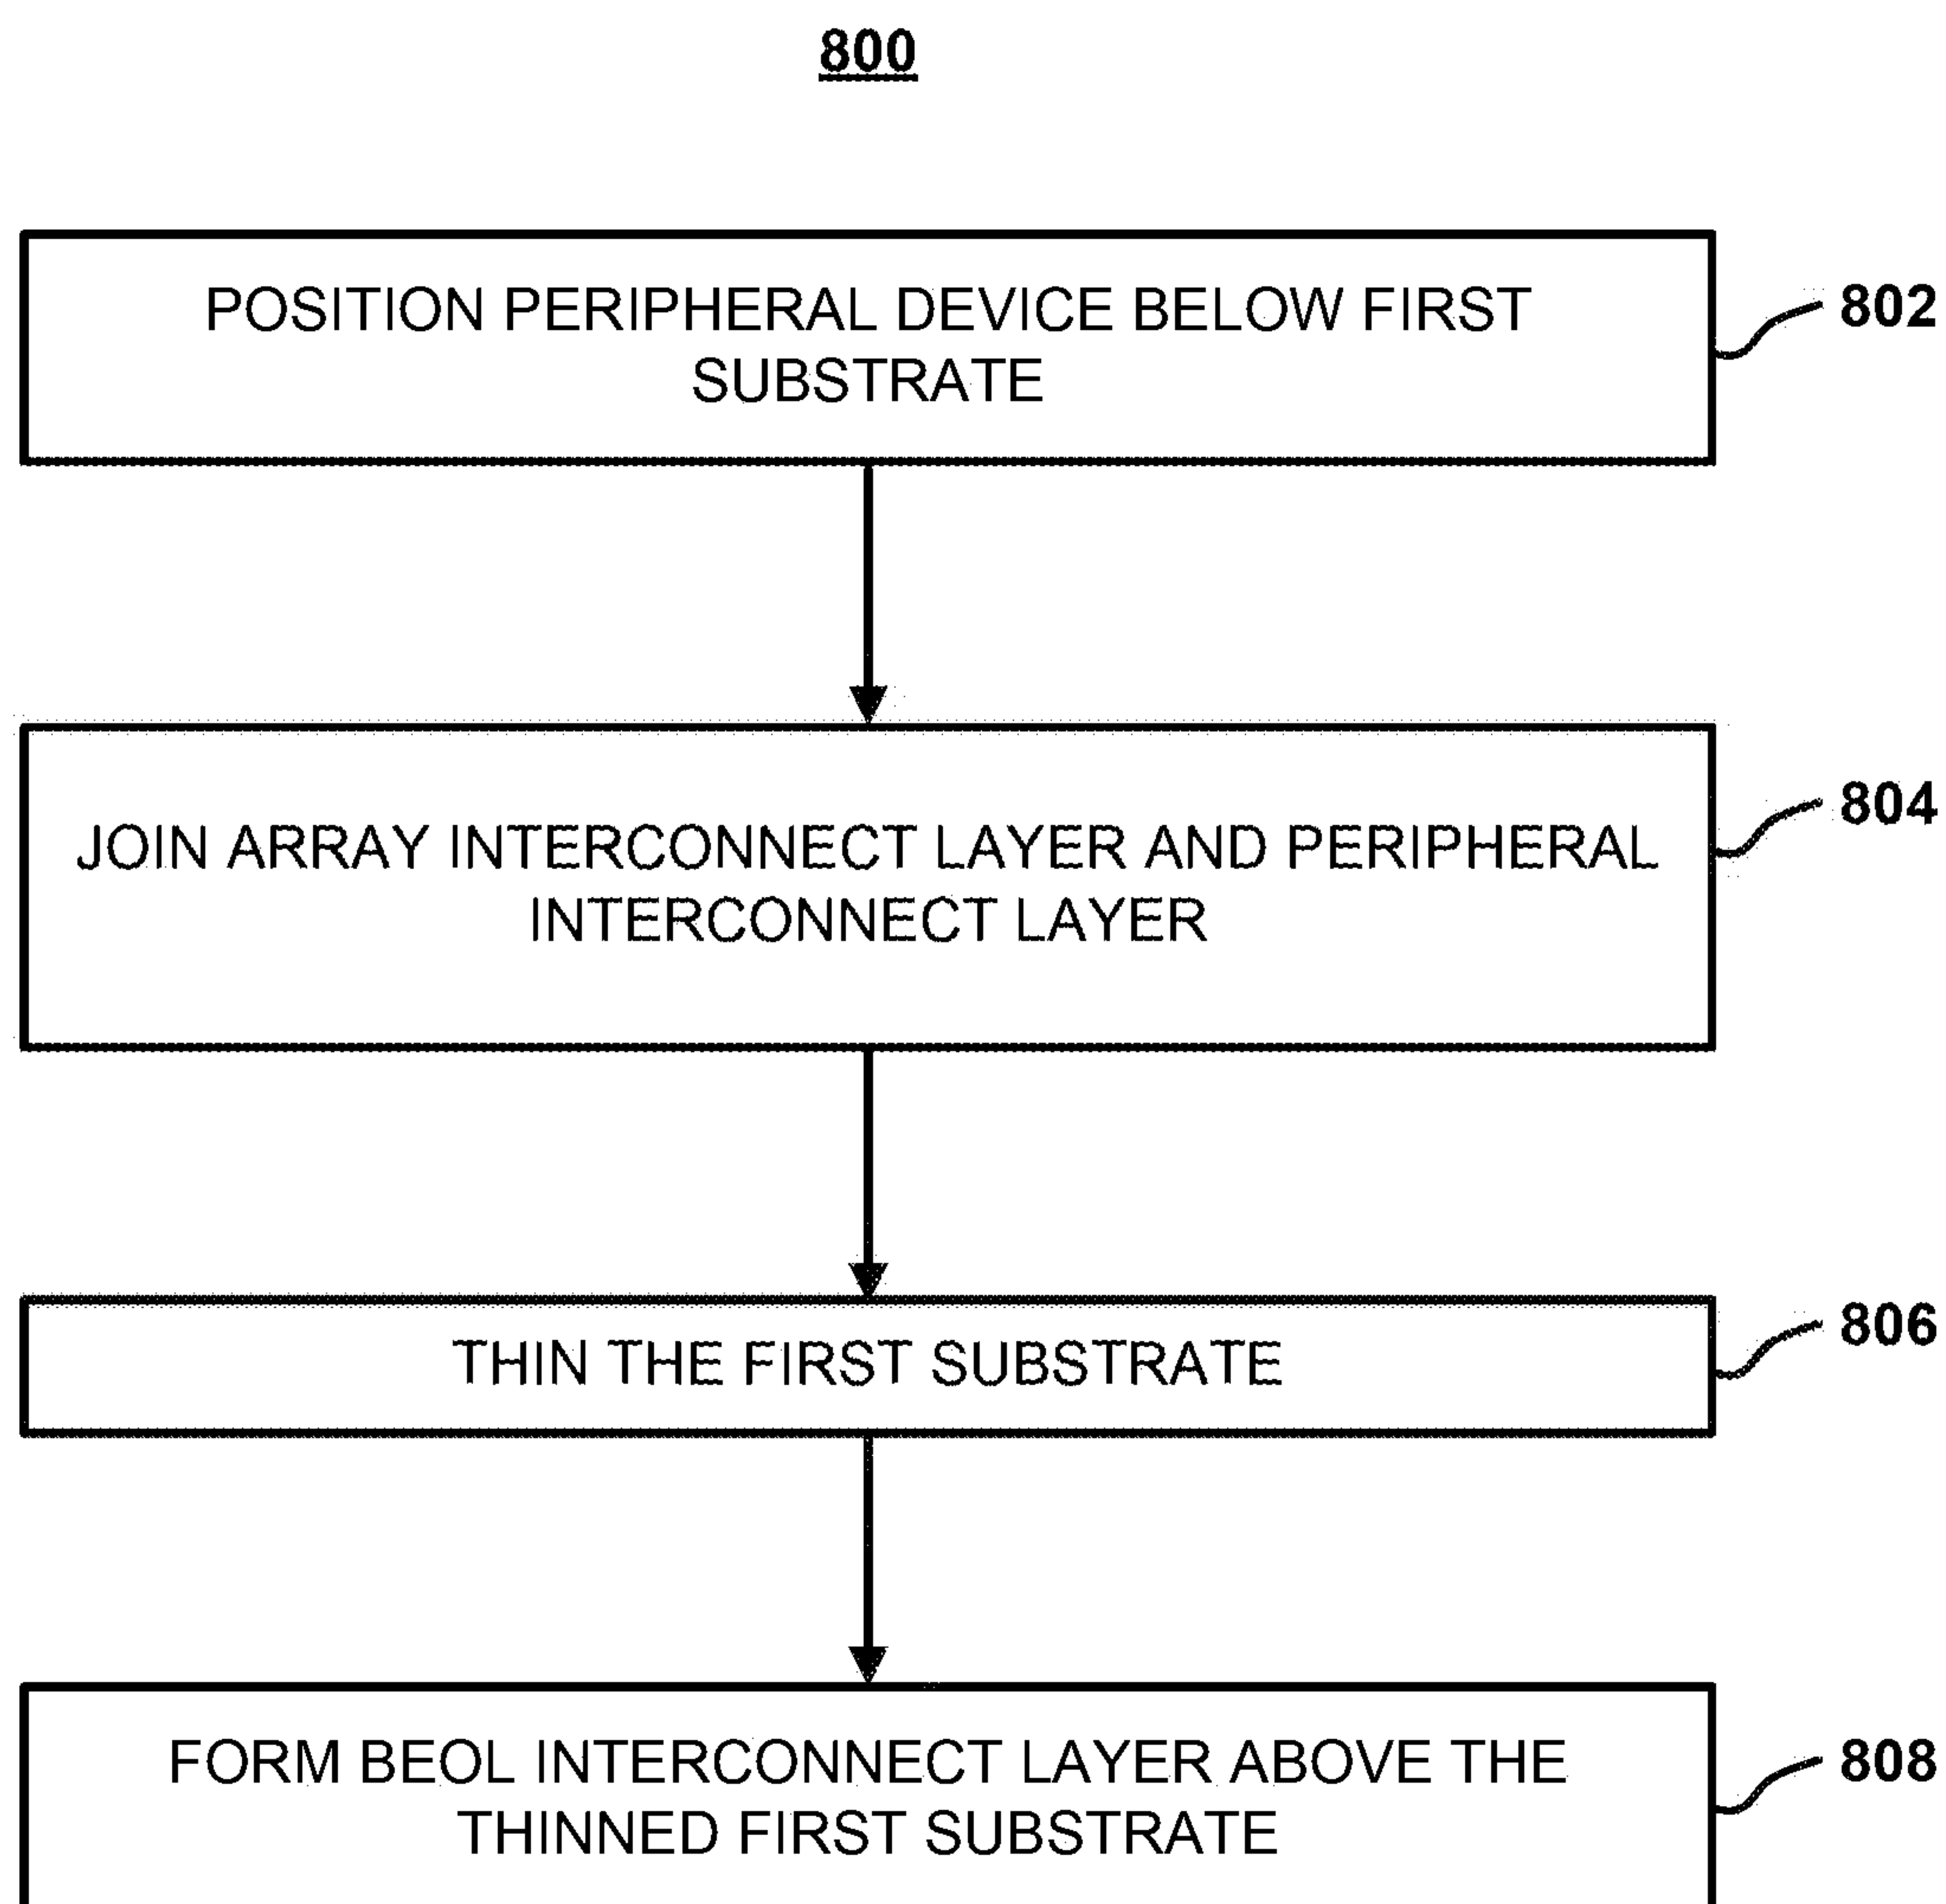 800
POSITION PERIPHERAL DEVICE BELOW FIRST
SUBSTRATE
802
JOIN ARRAY INTERCONNECT LAYER AND PERIPHERAL
INTERCONNECT LAYER
804
THIN THE FIRST SUBSTRATE
806
FORM BEOL INTERCONNECT LAYER ABOVE THE
THINNED FIRST SUBSTRATE
808